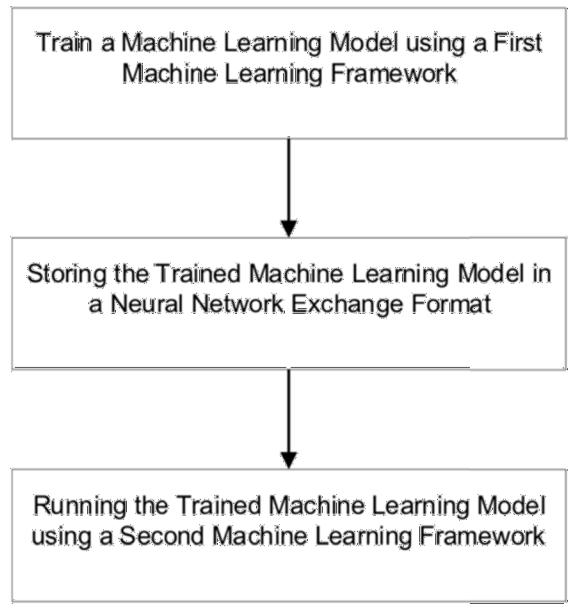 Train a Machine Learning Model using a First
Machine Learning Framework
Storing the Trained Machine Learning Model in
a Neural Network Exchange Format
Running the Trained Machine Learning Model
using a Second Machine Learning Framework